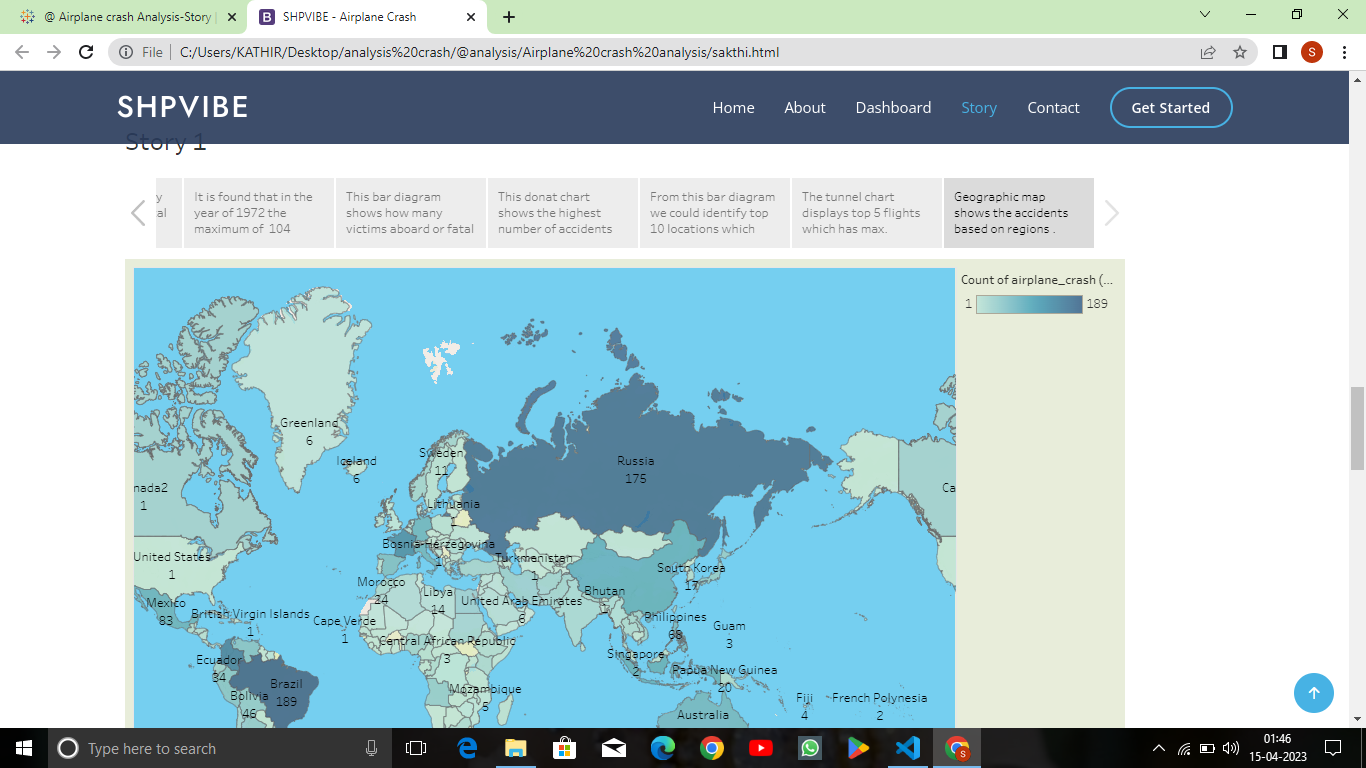 @ Airplane crash Analysis-Story |
SHPVIBE - Airplane Crash
File
C:/Users/KATHIR/Desktop/analysis%20crash/@analysis/Airplane%20crash%20analysis/sakthi.html
S
SHPVIBE
Home
About
Dashboard
Story
Contact
Get Started
Story 1
y
al
It is found that in the
year of 1972 the
maximum of 104
This bar diagram
shows how many
victims aboard or fatal
This donat chart
shows the highest
number of accidents
From this bar diagram
we could identify top
10 locations which
The tunnel chart
displays top 5 flights
which has max.
Geographic map
shows the accidents
based on regions .
Count of airplane_crash (...
1
189
Greenland
6
Iceland
6
Sweden
11
Russia
175
nada2
1
Ca
Lithuania
1
United States
1
Bosnia-Herzegovina
1
Turkmenistan
1
South Korea
17
Morocco
24
Libya
14
United Arab Emirates
6
Bhutan
1
Mexico
83
British Virgin Islands
1
Cape Verde
1
Philippines
68
Guam
3
Central African Republic
3
Singapore
2
Ecuador
34
Papua New Guinea
20
Brazil
189
Bolivia
46
Mozambique
5
Fiji
4
French Polynesia
2
Australia
Type here to search
01:46
15-04-2023